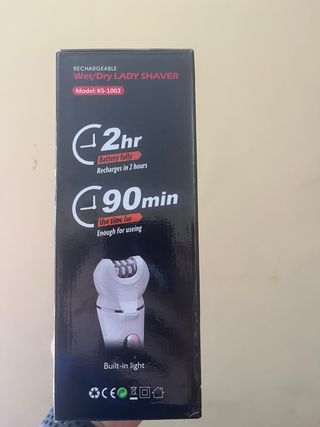 RECHARGEABLE
Wet/Dry LADY SHAVER
Model: KS-1002
2hr
Battery fully
Recharges in 2 hours
90min
Use time for
Enough for useing
Built-in light